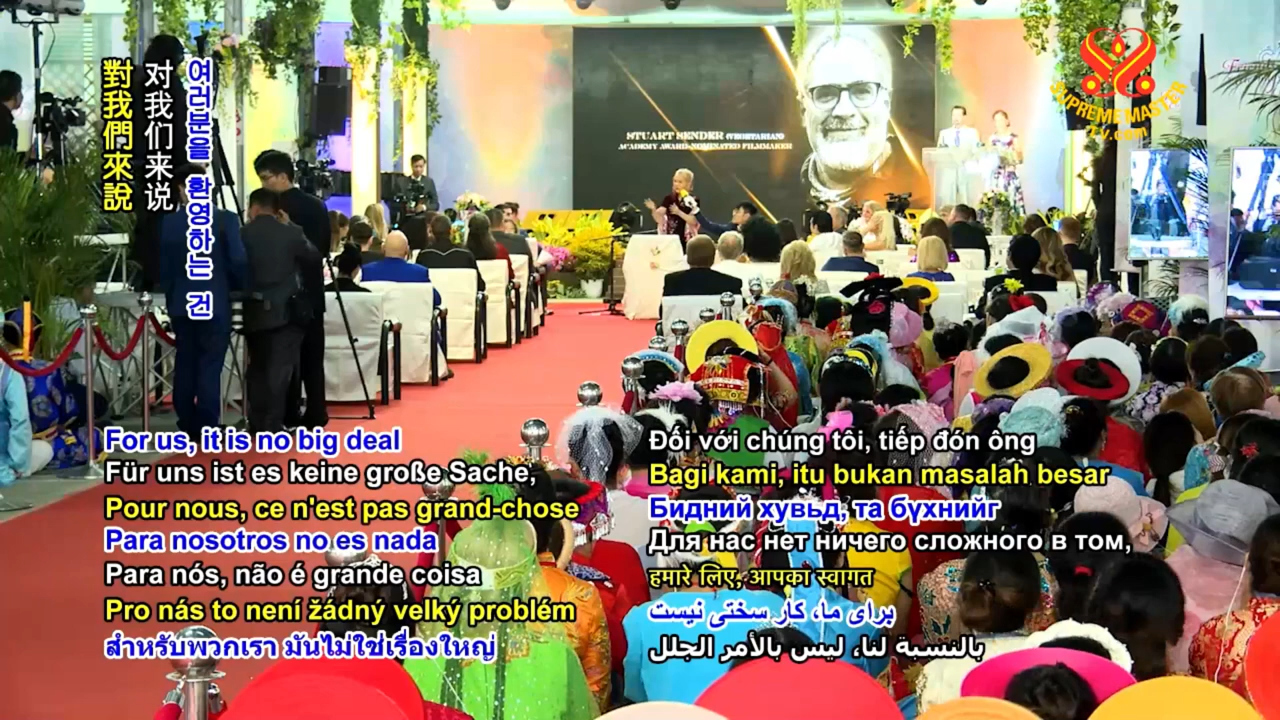 對我們來說
对我们来说
여러분을 환영하는 건
STUART SENDER (VEGETARIAN)
ACADEMY AWARD-NOMINATED FILMMAKER
SUPREME MASTER
TV.com
For us, it is no big deal
Für uns ist es keine große Sache,
Pour nous, ce n'est pas grand-chose
Para nosotros no es nada
Para nós, não é grande coisa
Pro nás to není žádný velký problém
สำหรับพวกเรา มันไม่ใช่เรื่องใหญ่
Đối với chúng tôi, tiếp đón ông
Bagi kami, itu bukan masalah besar
Бидний хувьд, та бүхнийг
Для нас нет ничего сложного в том,
हमारे लिए, आपका स्वागत
برای ما، کار سختی نیست
بالنسبة لنا، ليس بالأمر الجلل